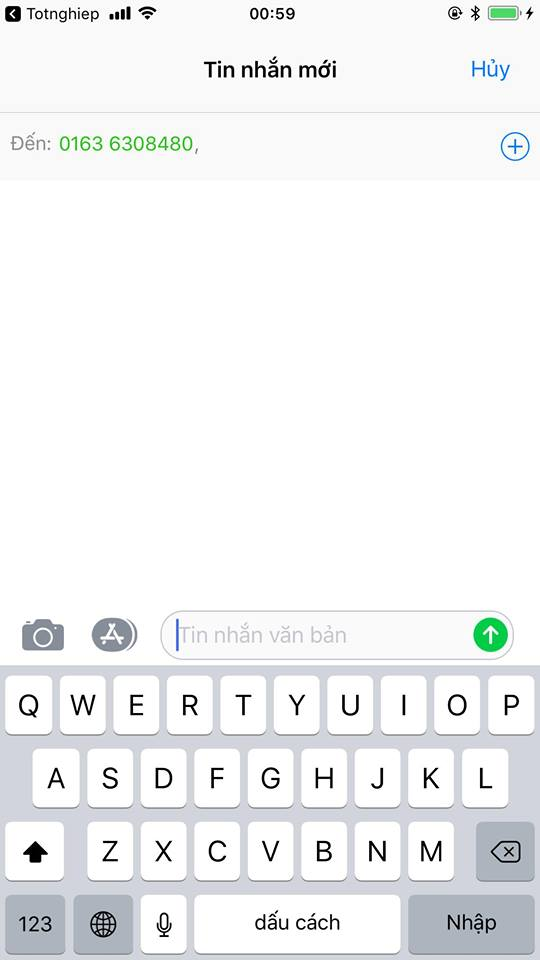 Totnghiep 00:59
Tin nhắn mới Hủy
Đến: 0163 6308480,
Tin nhắn văn bản
Q W E R T Y U I O P
A S D F G H J K L
Z X C V B N M
123 dấu cách Nhập